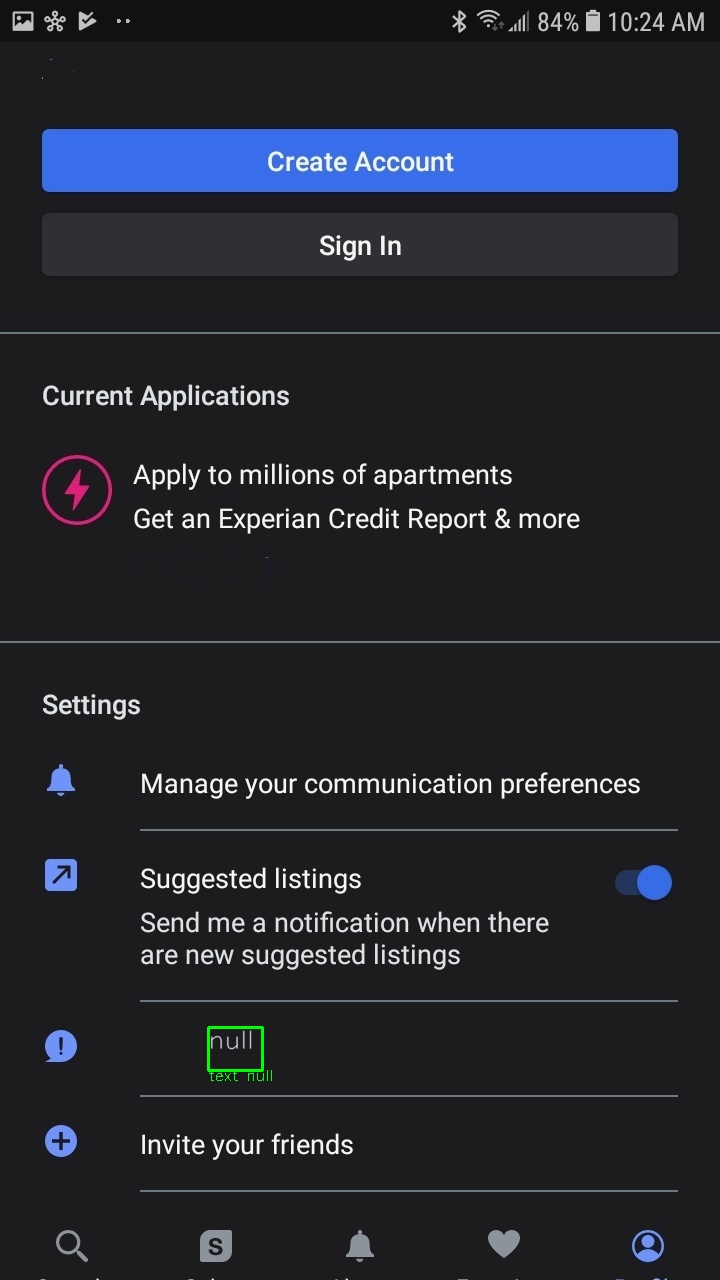 84% 10:24 AM
Create Account
Sign In
Current Applications
Apply to millions of apartments
Get an Experian Credit Report & more
Settings
Manage your communication preferences
Suggested listings
Send me a notification when there
are new suggested listings
null
text null
Invite your friends
S